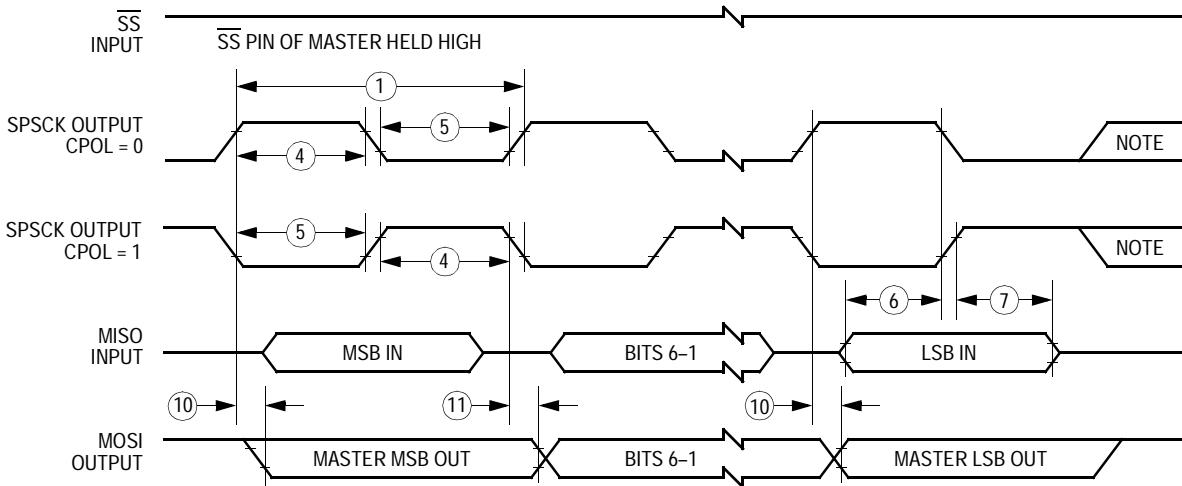 S̅S̅
INPUT
S̅S̅ PIN OF MASTER HELD HIGH
1
SPSCK OUTPUT
CPOL = 0
5
4
NOTE
SPSCK OUTPUT
CPOL = 1
5
4
NOTE
6
7
MISO
INPUT
MSB IN
BITS 6–1
LSB IN
10
11
10
MOSI
OUTPUT
MASTER MSB OUT
BITS 6–1
MASTER LSB OUT